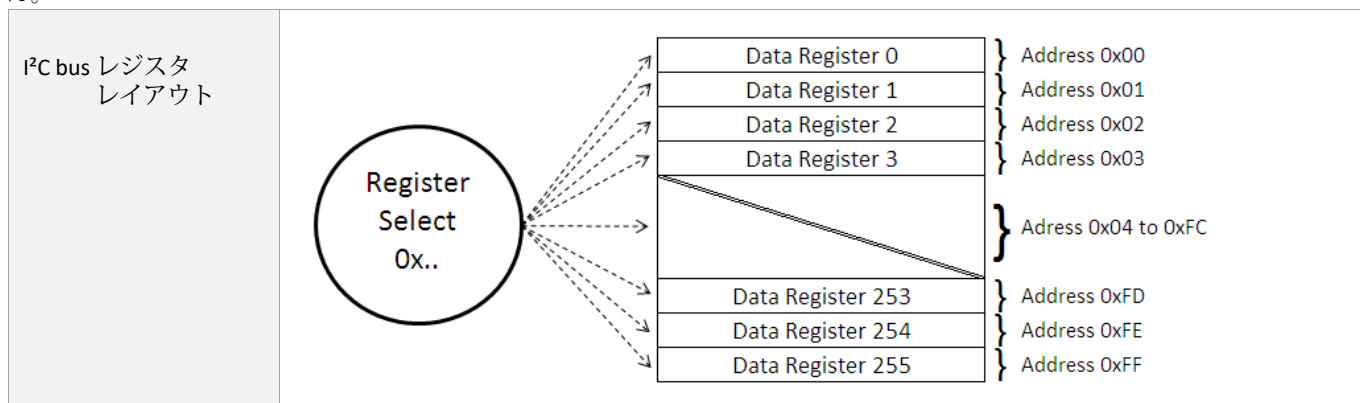 I²C bus レジスタ
レイアウト
Register
Select
0x..
Data Register 0
Data Register 1
Data Register 2
Data Register 3
Data Register 253
Data Register 254
Data Register 255
} Address 0x00
} Address 0x01
} Address 0x02
} Address 0x03
} Adress 0x04 to 0xFC
} Address 0xFD
} Address 0xFE
} Address 0xFF